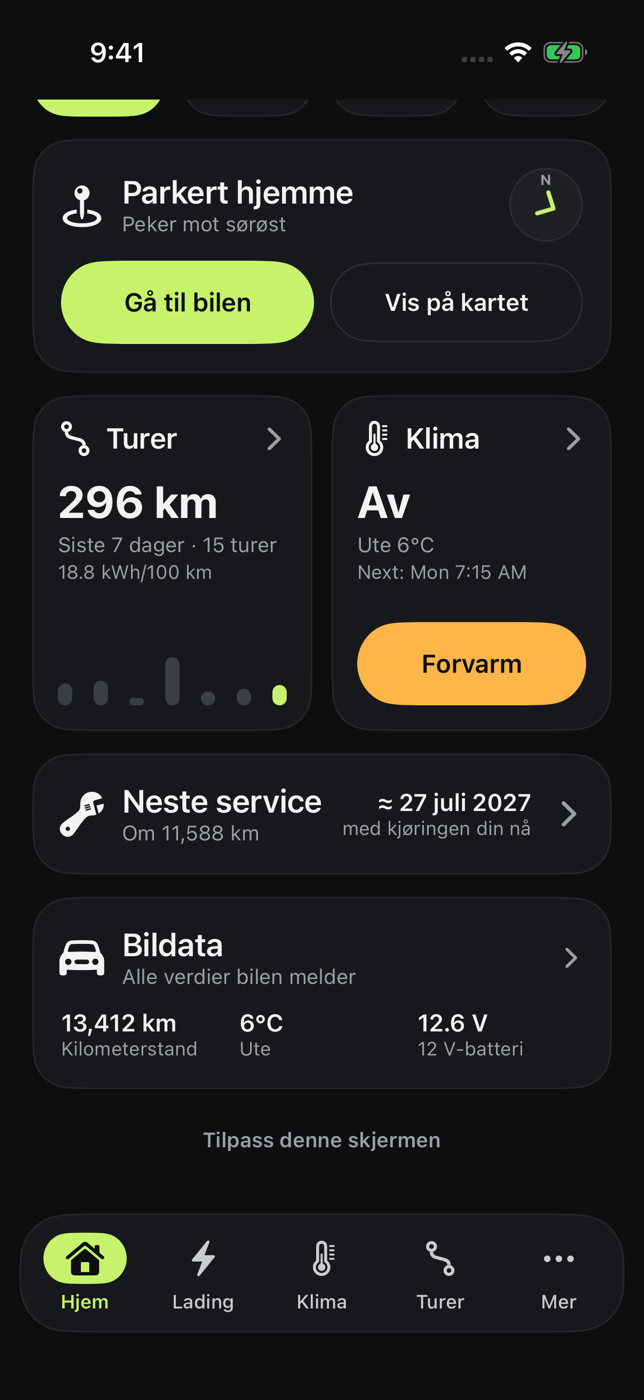 9:41
Parkert hjemme
Peker mot sørøst
N
Gå til bilen
Vis på kartet
Turer
296 km
Siste 7 dager · 15 turer
18.8 kWh/100 km
Klima
Av
Ute 6°C
Next: Mon 7:15 AM
Forvarm
Neste service
Om 11,588 km
≈ 27 juli 2027
med kjøringen din nå
Bildata
Alle verdier bilen melder
13,412 km
Kilometerstand
6°C
Ute
12.6 V
12 V-batteri
Tilpass denne skjermen
Hjem
Lading
Klima
Turer
Mer